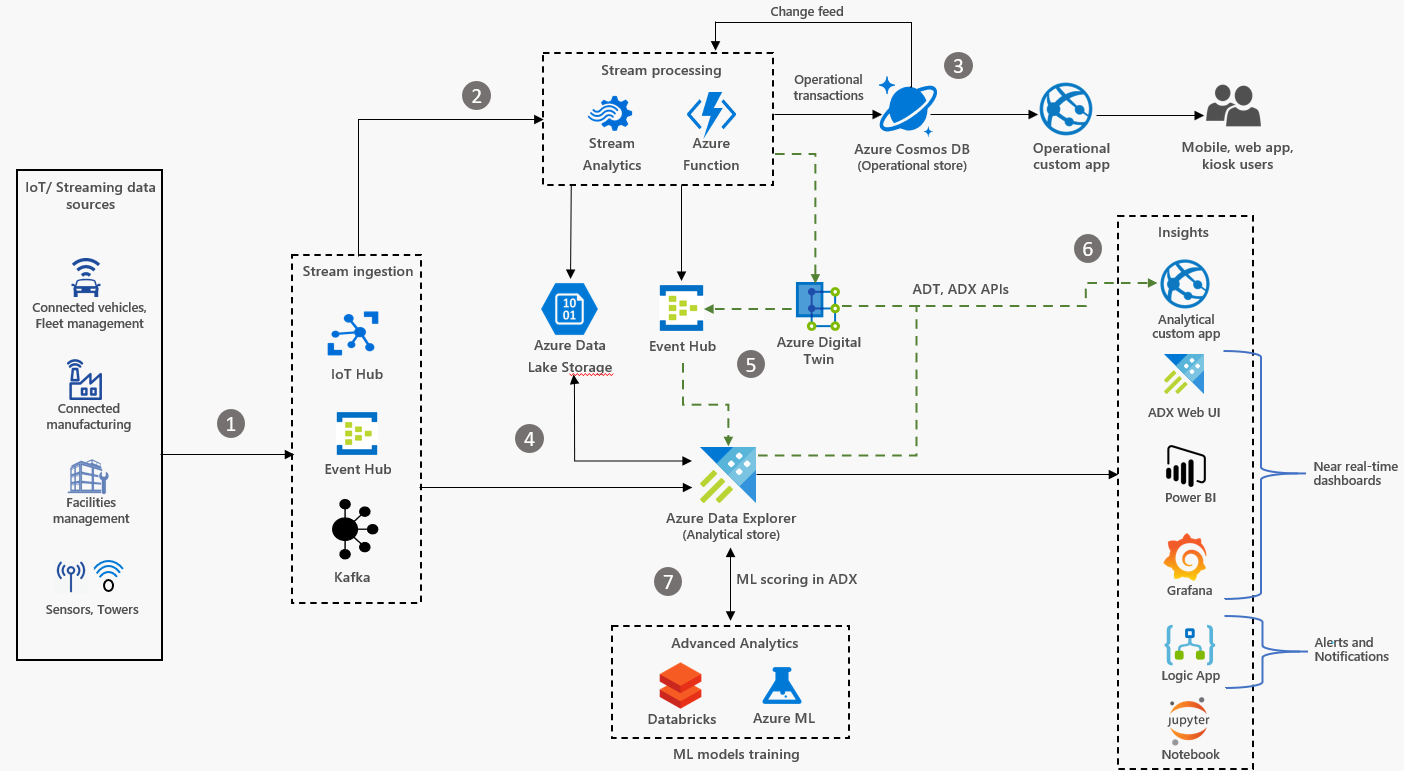 Change feed
Stream processing
Stream
Analytics
Azure
Function
2
Operational
transactions
3
Azure Cosmos DB
(Operational store)
Operational
custom app
Mobile, web app,
kiosk users
IoT/ Streaming data
sources
Connected vehicles,
Fleet management
Connected
manufacturing
Facilities
management
Sensors, Towers
1
Stream ingestion
IoT Hub
Event Hub
Kafka
10
01
Azure Data
Lake Storage
Event Hub
Azure Digital
Twin
5
4
ADT, ADX APIs
6
Azure Data Explorer
(Analytical store)
7
ML scoring in ADX
Advanced Analytics
Databricks
Azure ML
ML models training
Insights
Analytical
custom app
ADX Web UI
Power BI
Grafana
Near real-time
dashboards
Logic App
Alerts and
Notifications
jupyter
Notebook